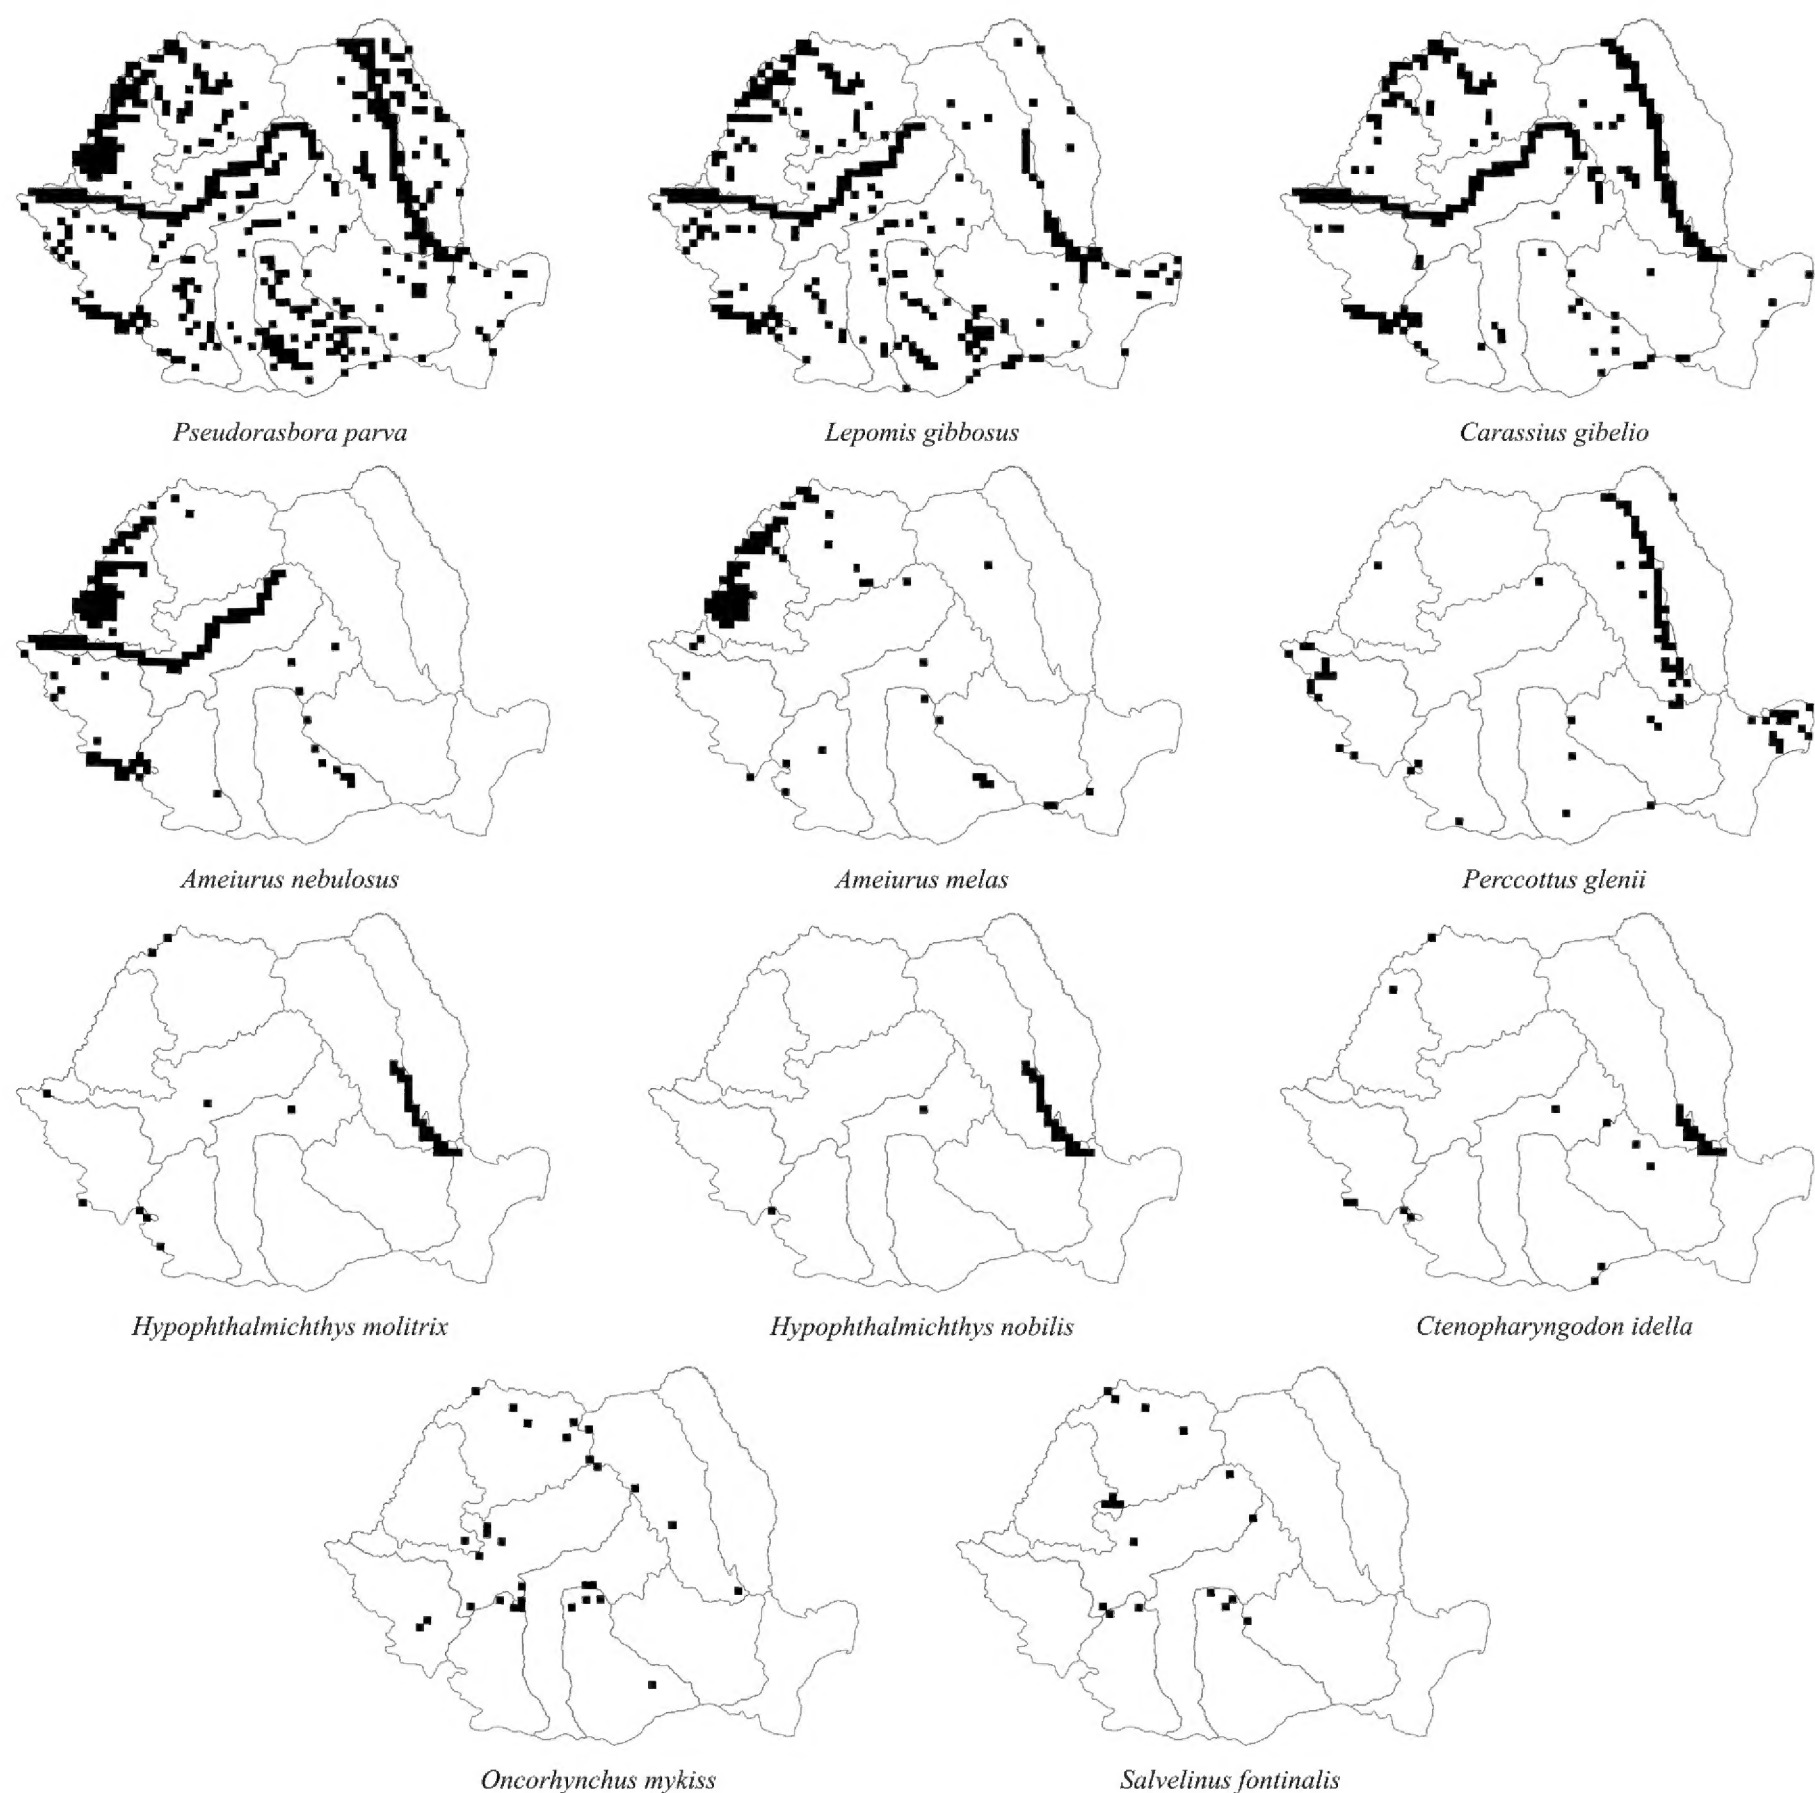 Pseudorasbora parva
Lepomis gibbosus
Carassius gibelio
Ameiurus nebulosus
Ameiurus melas
Perccottus glenii
Hypophthalmichthys molitrix
Hypophthalmichthys nobilis
Ctenopharyngodon idella
Oncorhynchus mykiss
Salvelinus fontinalis